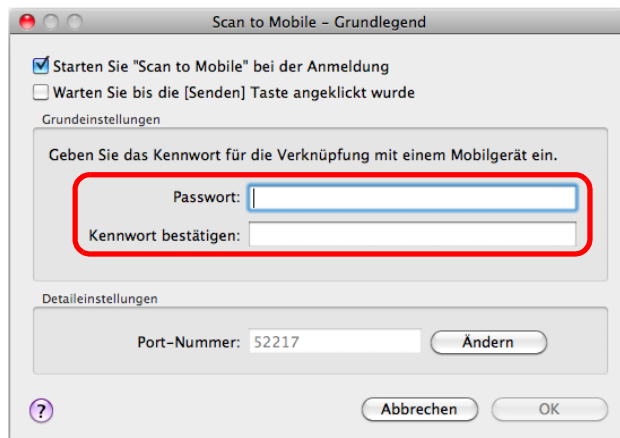 Scan to Mobile – Grundlegend
Starten Sie "Scan to Mobile" bei der Anmeldung
Warten Sie bis die [Senden] Taste angeklickt wurde
Grundeinstellungen
Geben Sie das Kennwort für die Verknüpfung mit einem Mobilgerät ein.
Passwort:
Kennwort bestätigen:
Detaileinstellungen
Port-Nummer: 52217 Ändern
? Abbrechen OK